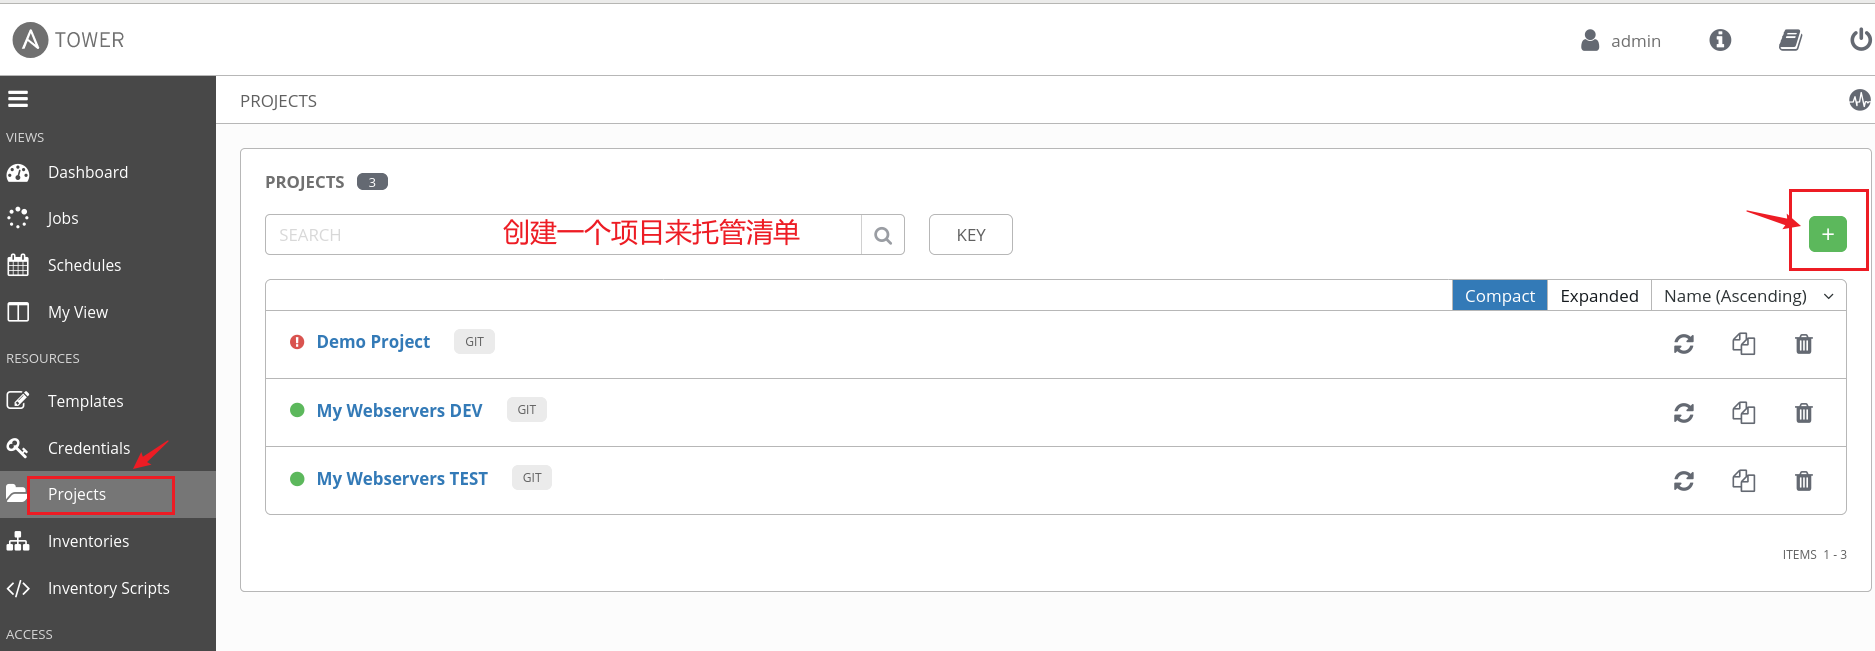 TOWER
admin
VIEWS
Dashboard
Jobs
Schedules
My View
RESOURCES
Templates
Credentials
Projects
Inventories
Inventory Scripts
ACCESS
PROJECTS
PROJECTS 3
SEARCH 创建一个项目来托管清单 KEY +
Compact Expanded Name (Ascending)
Demo Project GIT
My Webservers DEV GIT
My Webservers TEST GIT
ITEMS 1 - 3